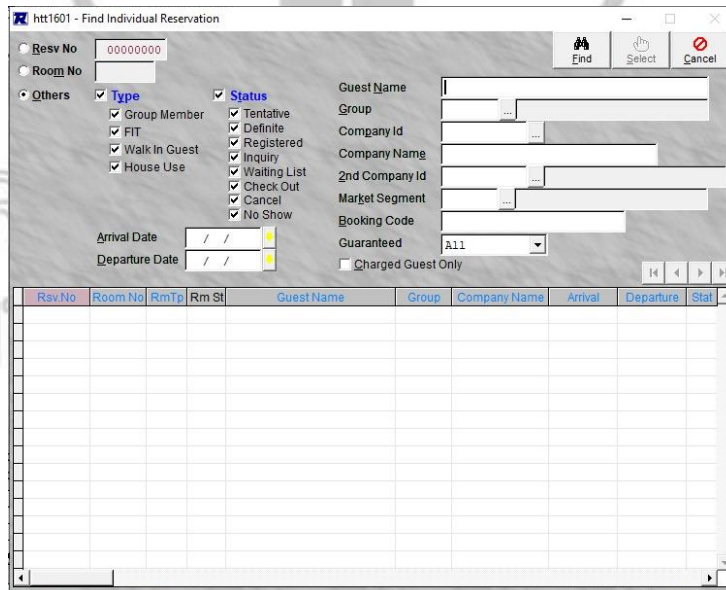 htt1601 - Find Individual Reservation
Resv No 00000000
Find Select Cancel
Room No
Others Type Status
Group Member
FIT
Walk In Guest
House Use
Tentative
Definite
Registered
Inquiry
Waiting List
Check Out
Cancel
No Show
Arrival Date / /
Departure Date / /
Guest Name
Group ...
Company Id ...
Company Name
2nd Company Id ...
Market Segment ...
Booking Code
Guaranteed All
Charged Guest Only
Rsv.No Room No RmTp Rm St Guest Name Group Company Name Arrival Departure Stat